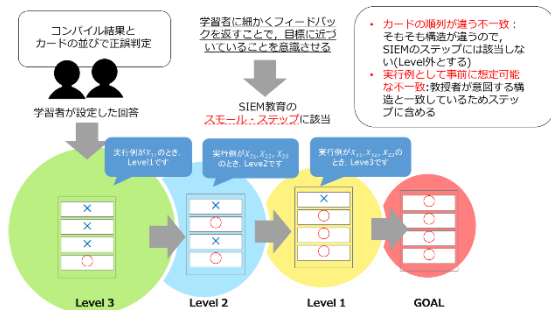 コンパイル結果と
カードの並びで正誤判定
学習者が設定した回答
学習者に細かくフィードバッ
クを返すことで，目標に近づ
いていることを意識させる
SIEM教育の
スモール・ステップに該当
• カードの順列が違う不一致：
そもそも構造が違うので，
SIEMのステップには該当しな
い(Level外とする)
• 実行例として事前に想定可能
な不一致:教授者が意図する構
造と一致しているためステッ
プに含める
実行例がX₁₁のとき，
Level1です
実行例がX₂₁, X₂₂, X₂₃
のとき，Leve2です
実行例がX₃₁, X₃₂, X₃₃の
とき，Leve3です
×
×
×
○
×
○
×
○
×
○
○
○
○
○
○
○
Level 3
Level 2
Level 1
GOAL